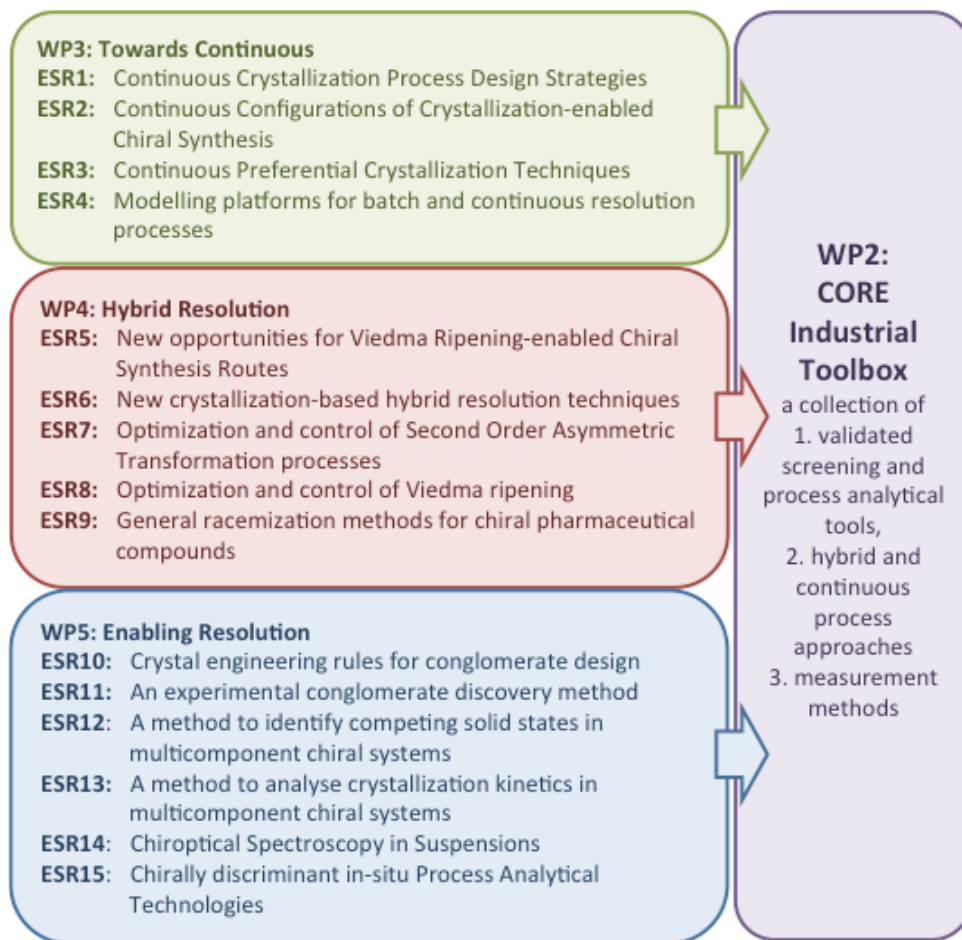 WP3: Towards Continuous
ESR1: Continuous Crystallization Process Design Strategies
ESR2: Continuous Configurations of Crystallization-enabled
Chiral Synthesis
ESR3: Continuous Preferential Crystallization Techniques
ESR4: Modelling platforms for batch and continuous resolution
processes
WP4: Hybrid Resolution
ESR5: New opportunities for Viedma Ripening-enabled Chiral
Synthesis Routes
ESR6: New crystallization-based hybrid resolution techniques
ESR7: Optimization and control of Second Order Asymmetric
Transformation processes
ESR8: Optimization and control of Viedma ripening
ESR9: General racemization methods for chiral pharmaceutical
compounds
WP5: Enabling Resolution
ESR10: Crystal engineering rules for conglomerate design
ESR11: An experimental conglomerate discovery method
ESR12: A method to identify competing solid states in
multicomponent chiral systems
ESR13: A method to analyse crystallization kinetics in
multicomponent chiral systems
ESR14: Chiroptical Spectroscopy in Suspensions
ESR15: Chirally discriminant in-situ Process Analytical
Technologies
WP2:
CORE
Industrial
Toolbox
a collection of
1. validated
screening and
process analytical
tools,
2. hybrid and
continuous
process
approaches
3. measurement
methods